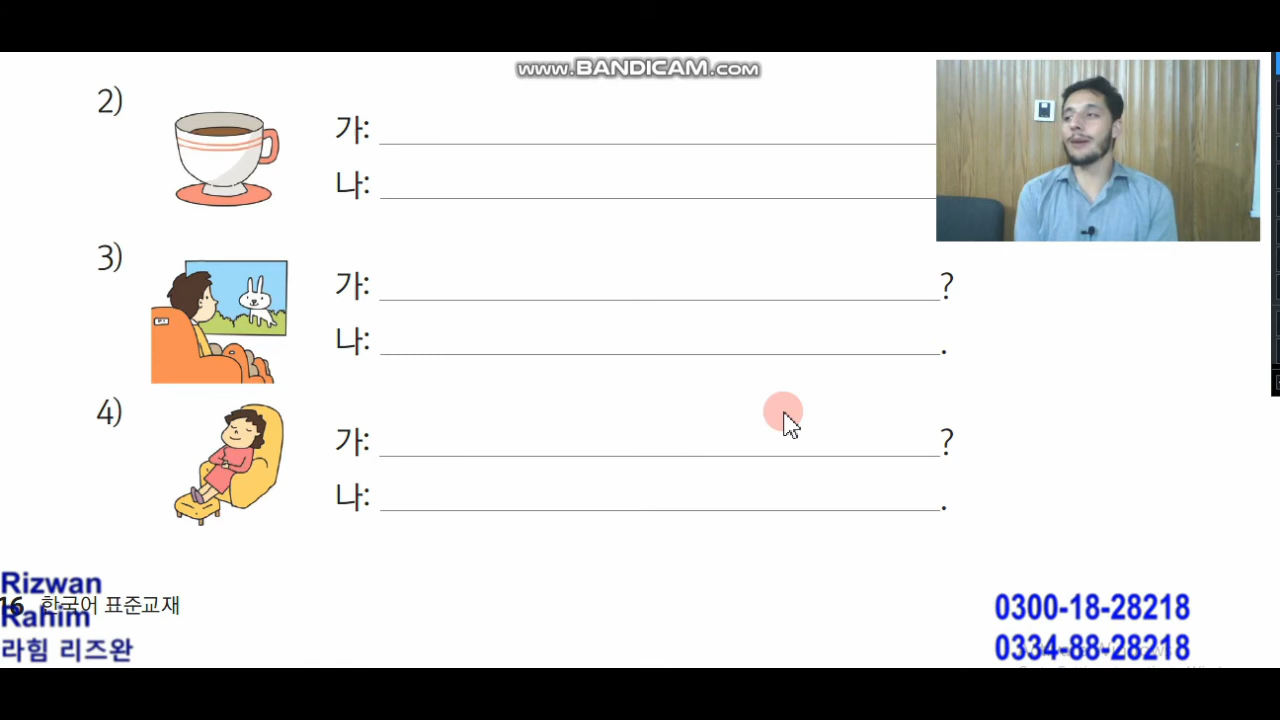 www.BANDICAM.com
2)
가:
나:
3)
가: ?
나: .
4)
가: ?
나: .
16 한국어 표준교재
Rizwan
Rahim
라힘 리즈완
0300-18-28218
0334-88-28218